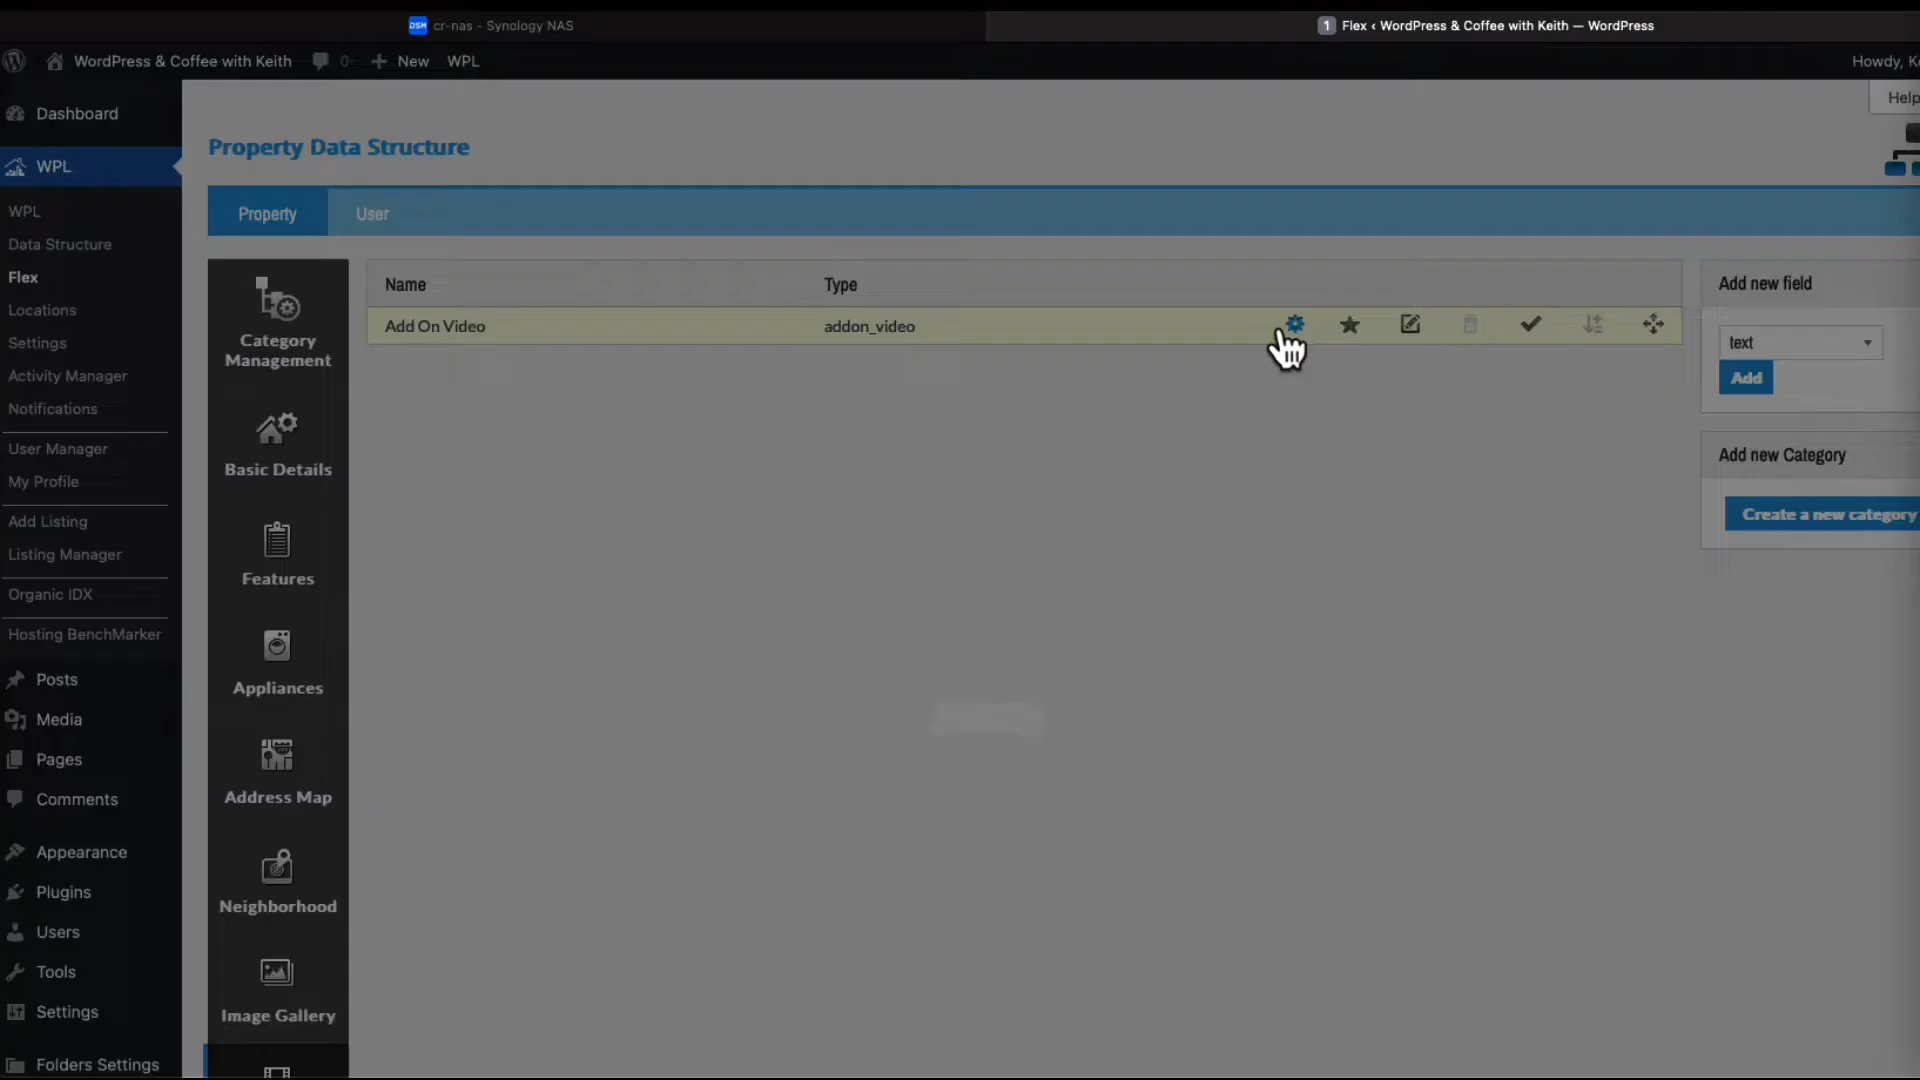 DSM cr-nas - Synology NAS
1 Flex ‹ WordPress & Coffee with Keith — WordPress
WordPress & Coffee with Keith 0 New WPL
Howdy,
Help
Dashboard
WPL
WPL
Data Structure
Flex
Locations
Settings
Activity Manager
Notifications
User Manager
My Profile
Add Listing
Listing Manager
Organic IDX
Hosting BenchMarker
Posts
Media
Pages
Comments
Appearance
Plugins
Users
Tools
Settings
Folders Settings
Property Data Structure
Property User
Category
Management
Basic Details
Features
Appliances
Address Map
Neighborhood
Image Gallery
Name Type
Add On Video addon_video
Add new field
text
Add
Add new Category
Create a new category